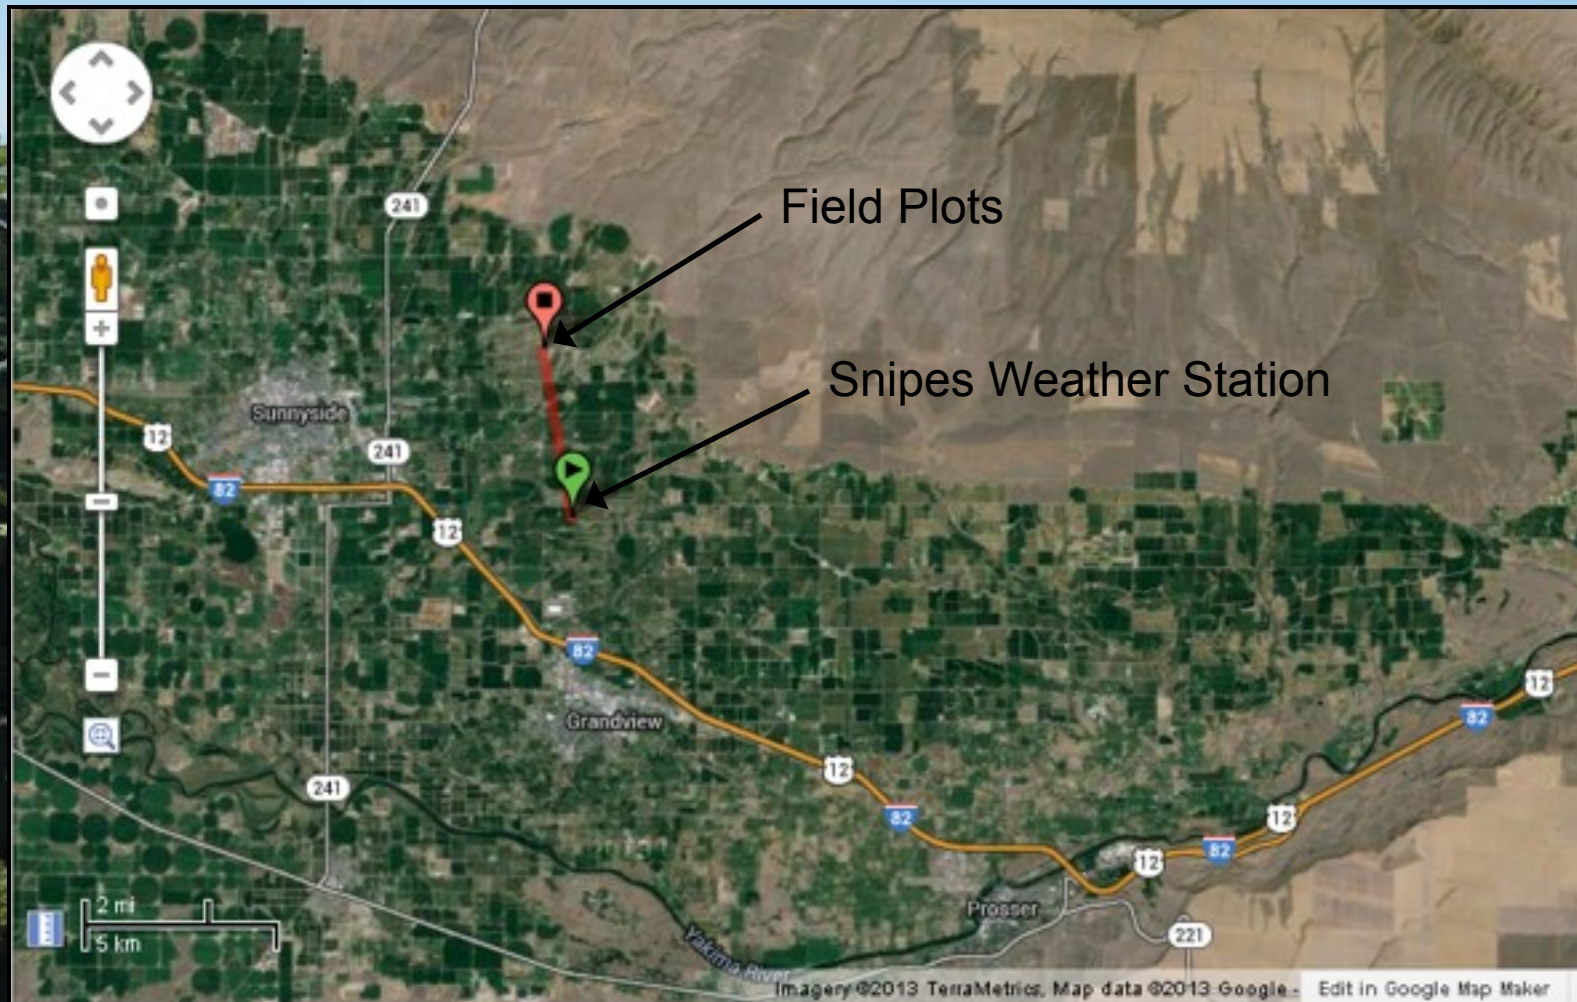 241
Field Plots
Snipes Weather Station
Sunnyside
12
241
82
12
82
Grandview
12
241
82
12
82
12
82
12
Prosser
221
Yakima River
2 mi
5 km
Imagery ©2013 TerraMetrics, Map data ©2013 Google -
Edit in Google Map Maker